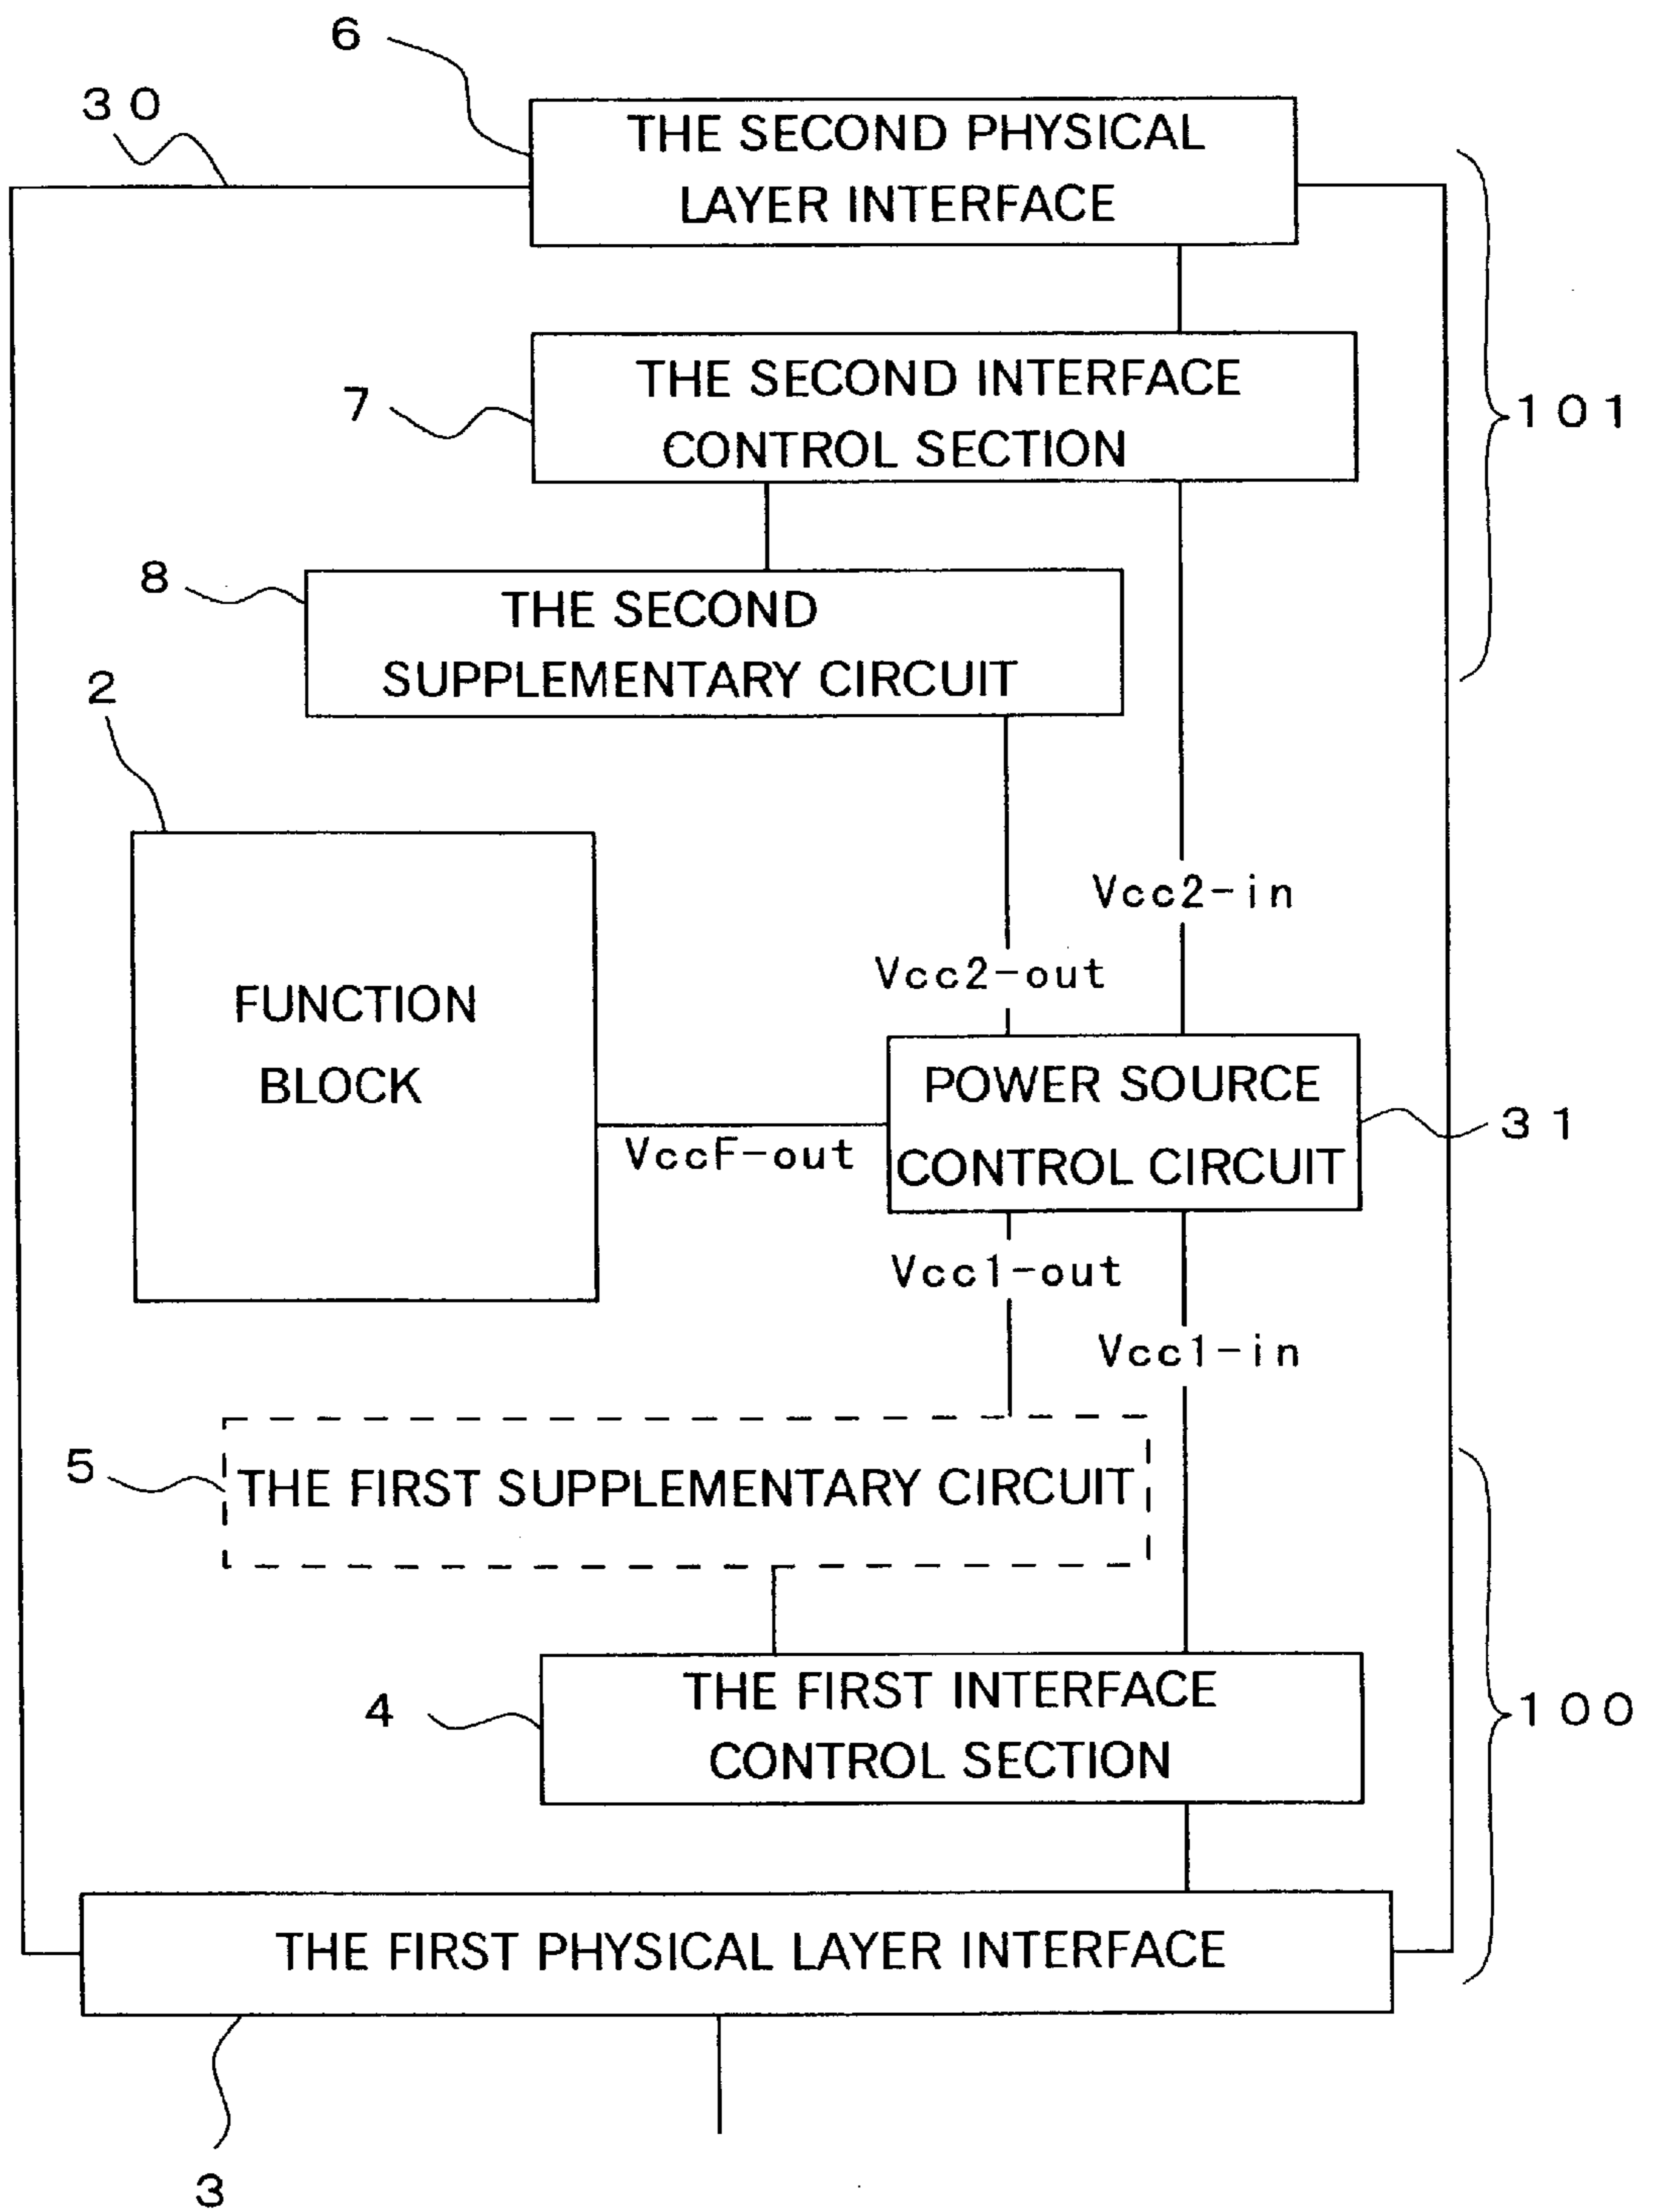 6
30
THE SECOND PHYSICAL
LAYER INTERFACE
THE SECOND INTERFACE
CONTROL SECTION
7
101
8
THE SECOND
SUPPLEMENTARY CIRCUIT
2
Vcc2-in
Vcc2-out
FUNCTION
BLOCK
POWER SOURCE
CONTROL CIRCUIT
31
VccF-out
Vcc1-out
Vcc1-in
5
THE FIRST SUPPLEMENTARY CIRCUIT
4
THE FIRST INTERFACE
CONTROL SECTION
100
THE FIRST PHYSICAL LAYER INTERFACE
3